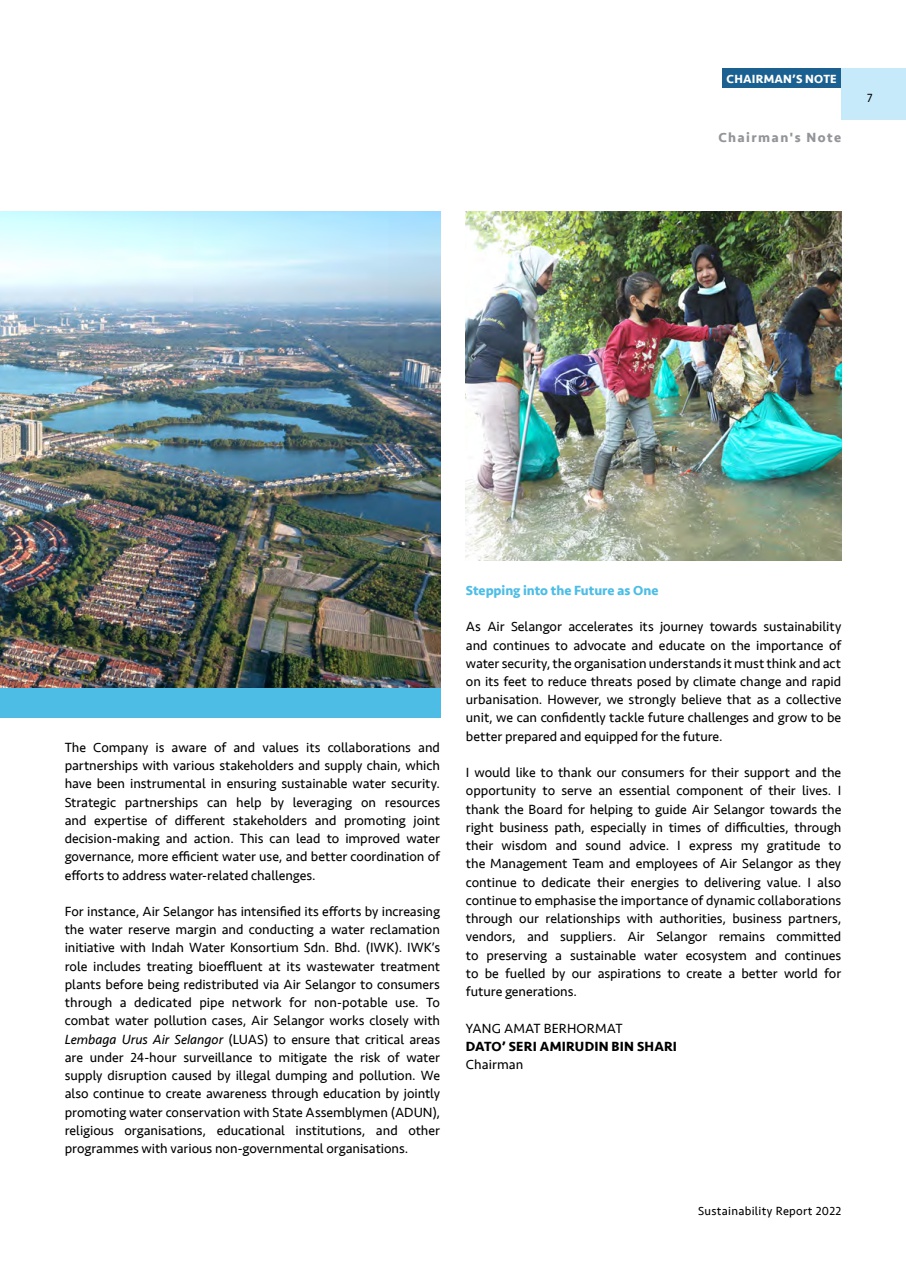 CHAIRMAN'S NOTE
7
Chairman's Note
The Company is aware of and values its collaborations and
partnerships with various stakeholders and supply chain, which
have been instrumental in ensuring sustainable water security.
Strategic partnerships can help by leveraging on resources
and expertise of different stakeholders and promoting joint
decision-making and action. This can lead to improved water
governance, more efficient water use, and better coordination of
efforts to address water-related challenges.
For instance, Air Selangor has intensified its efforts by increasing
the water reserve margin and conducting a water reclamation
initiative with Indah Water Konsortium Sdn. Bhd. (IWK). IWK's
role includes treating bioeffluent at its wastewater treatment
plants before being redistributed via Air Selangor to consumers
through a dedicated pipe network for non-potable use. To
combat water pollution cases, Air Selangor works closely with
Lembaga Urus Air Selangor (LUAS) to ensure that critical areas
are under 24-hour surveillance to mitigate the risk of water
supply disruption caused by illegal dumping and pollution. We
also continue to create awareness through education by jointly
promoting water conservation with State Assemblymen (ADUN),
religious organisations, educational institutions, and other
programmes with various non-governmental organisations.
Stepping into the Future as One
As Air Selangor accelerates its journey towards sustainability
and continues to advocate and educate on the importance of
water security, the organisation understands it must think and act
on its feet to reduce threats posed by climate change and rapid
urbanisation. However, we strongly believe that as a collective
unit, we can confidently tackle future challenges and grow to be
better prepared and equipped for the future.
I would like to thank our consumers for their support and the
opportunity to serve an essential component of their lives. I
thank the Board for helping to guide Air Selangor towards the
right business path, especially in times of difficulties, through
their wisdom and sound advice. I express my gratitude to
the Management Team and employees of Air Selangor as they
continue to dedicate their energies to delivering value. I also
continue to emphasise the importance of dynamic collaborations
through our relationships with authorities, business partners,
vendors, and suppliers. Air Selangor remains committed
to preserving a sustainable water ecosystem and continues
to be fuelled by our aspirations to create a better world for
future generations.
YANG AMAT BERHORMAT
DATO' SERI AMIRUDIN BIN SHARI
Chairman
Sustainability Report 2022